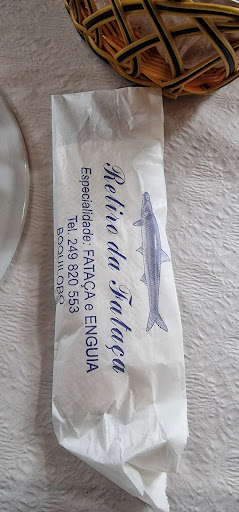 Retiro da Fataça
Especialidade: FATAÇA e ENGUIA
Tel. 249 820 553
BOQUILOBO